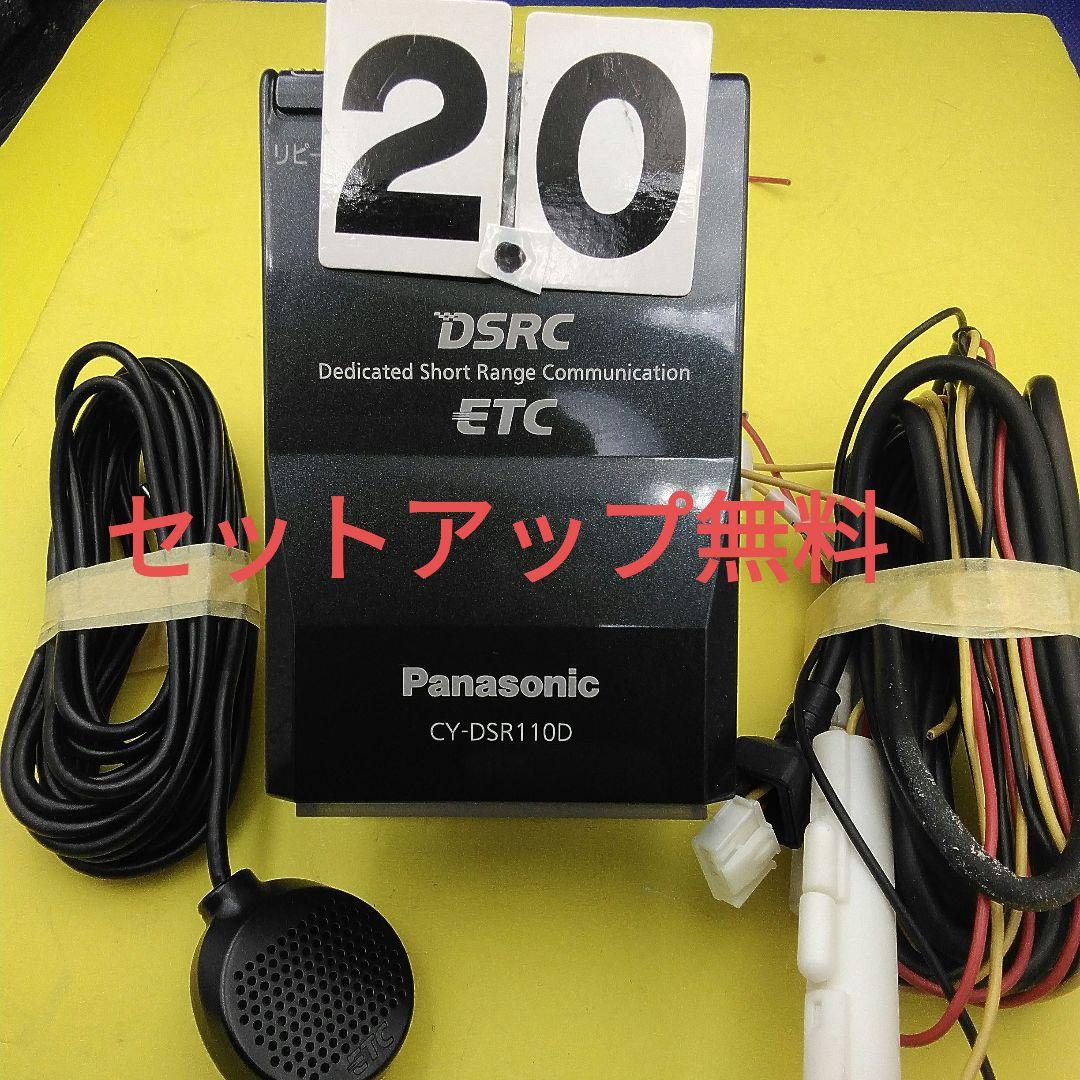 2.0
リピー
DSRC
Dedicated Short Range Communication
ETC
セットアップ無料
Panasonic
CY-DSR110D
ETC